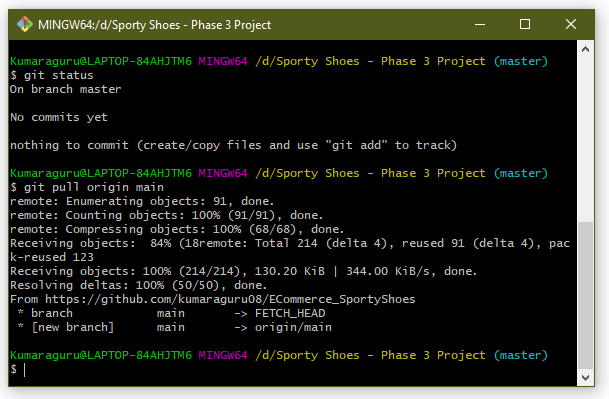 MINGW64:/d/Sporty Shoes - Phase 3 Project
Kumaraguru@LAPTOP-84AHJTM6 MINGW64 /d/Sporty Shoes - Phase 3 Project (master)
$ git status
On branch master
No commits yet
nothing to commit (create/copy files and use "git add" to track)
Kumaraguru@LAPTOP-84AHJTM6 MINGW64 /d/Sporty Shoes - Phase 3 Project (master)
$ git pull origin main
remote: Enumerating objects: 91, done.
remote: Counting objects: 100% (91/91), done.
remote: Compressing objects: 100% (68/68), done.
Receiving objects:  84% (18remote: Total 214 (delta 4), reused 91 (delta 4), pac
k-reused 123
Receiving objects: 100% (214/214), 130.20 KiB | 344.00 KiB/s, done.
Resolving deltas: 100% (50/50), done.
From https://github.com/kumaraguru08/ECommerce_SportyShoes
 * branch            main       -> FETCH_HEAD
 * [new branch]      main       -> origin/main
Kumaraguru@LAPTOP-84AHJTM6 MINGW64 /d/Sporty Shoes - Phase 3 Project (master)
$